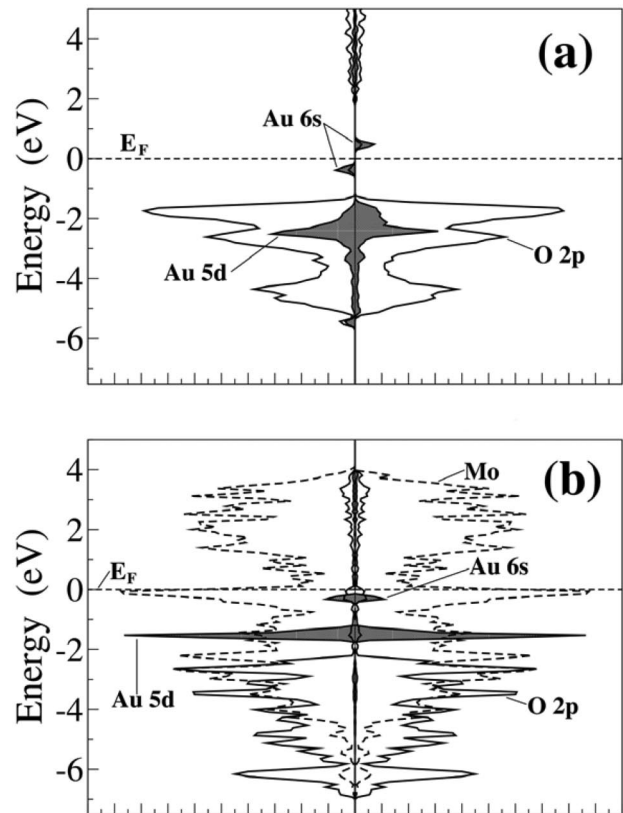 (a)
4
2
0
-2
-4
-6
Energy (eV)
E_F
Au 6s
Au 5d
O 2p
(b)
4
2
0
-2
-4
-6
Energy (eV)
Mo
E_F
Au 6s
Au 5d
O 2p